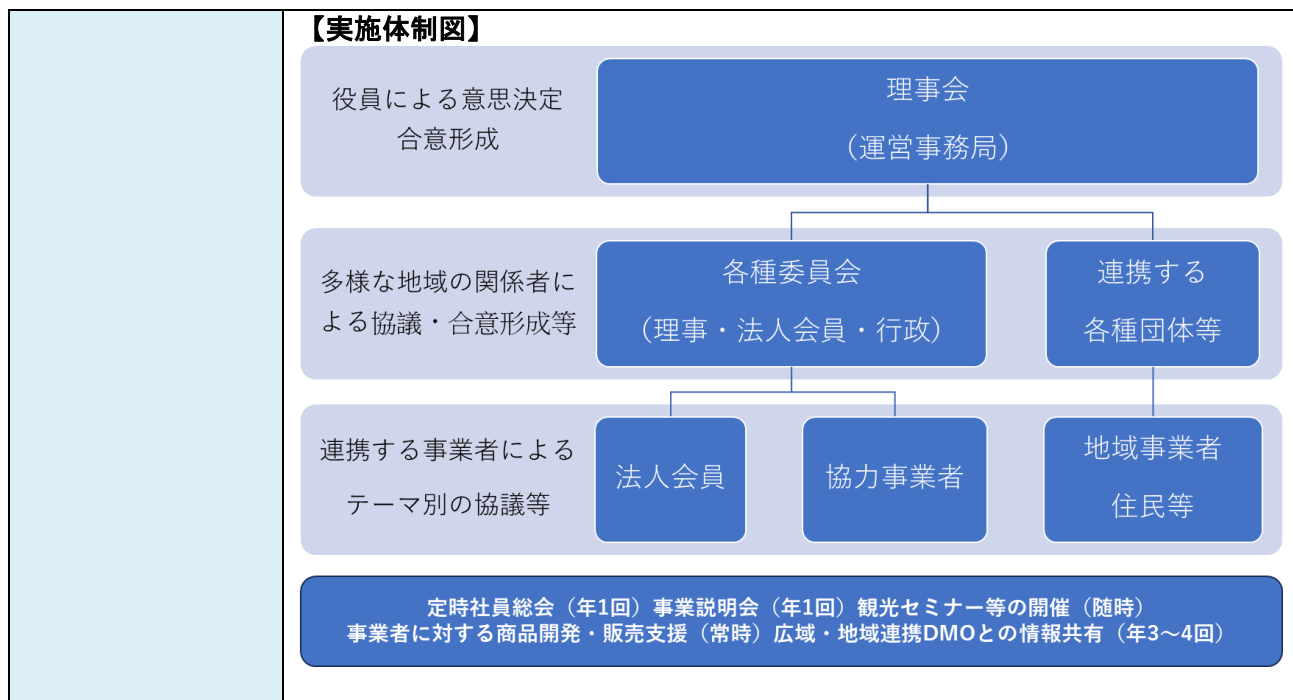 【実施体制図】
役員による意思決定
合意形成
理事会
（運営事務局）
多様な地域の関係者に
よる協議・合意形成等
各種委員会
（理事・法人会員・行政）
連携する
各種団体等
連携する事業者による
テーマ別の協議等
法人会員
協力事業者
地域事業者
住民等
定時社員総会（年1回）事業説明会（年1回）観光セミナー等の開催（随時）
事業者に対する商品開発・販売支援（常時）広域・地域連携DMOとの情報共有（年3～4回）